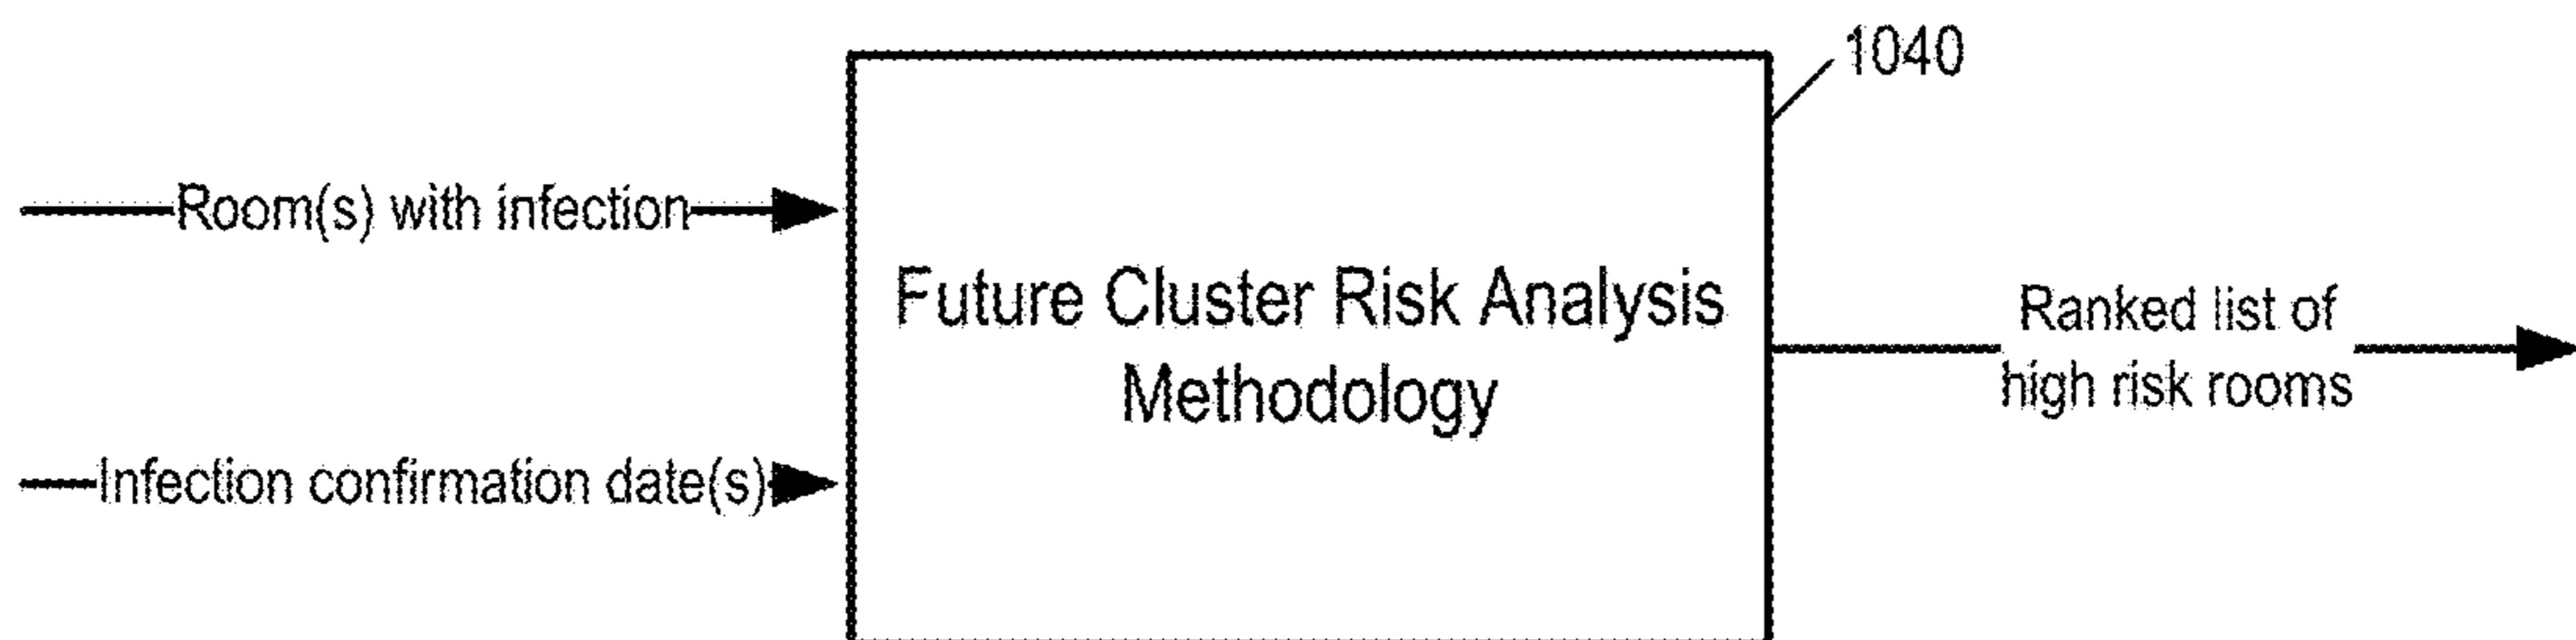 1040
Room(s) with infection
Future Cluster Risk Analysis
Methodology
Ranked list of
high risk rooms
Infection confirmation date(s)